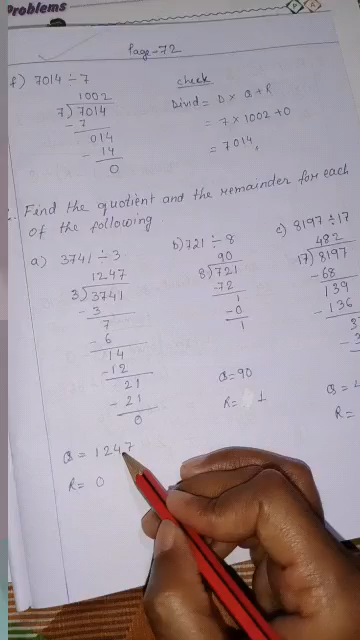 Problems
Page-72
f) 7014 ÷ 7
1002
7)7014
- 7
014
- 14
0
check
Divid = D × Q + R
= 7 × 1002 + 0
= 7014,
Find the quotient and the remainder for each
of the following.
a) 3741 ÷ 3
1247
3)3741
- 3
7
- 6
14
- 12
21
- 21
0
Q = 1247
R = 0
b) 721 ÷ 8
90
8)721
-72
1
-0
1
Q = 90
R = 1
c) 8197 ÷ 17
482
17)8197
- 68
139
- 136
3
- 3
Q =
R =